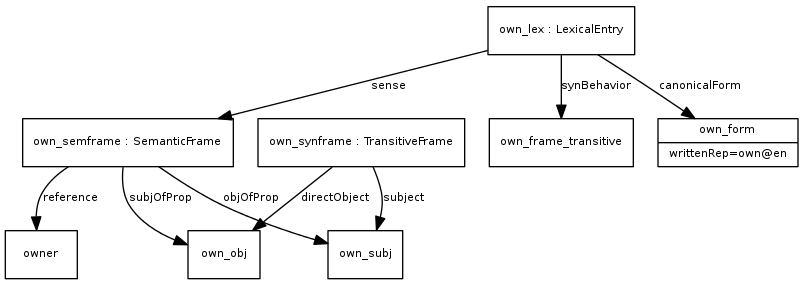 own_lex : LexicalEntry
sense
synBehavior
canonicalForm
own_semframe : SemanticFrame
own_synframe : TransitiveFrame
own_frame_transitive
own_form
writtenRep=own@en
reference
subjOfProp
objOfProp
directObject
subject
owner
own_obj
own_subj